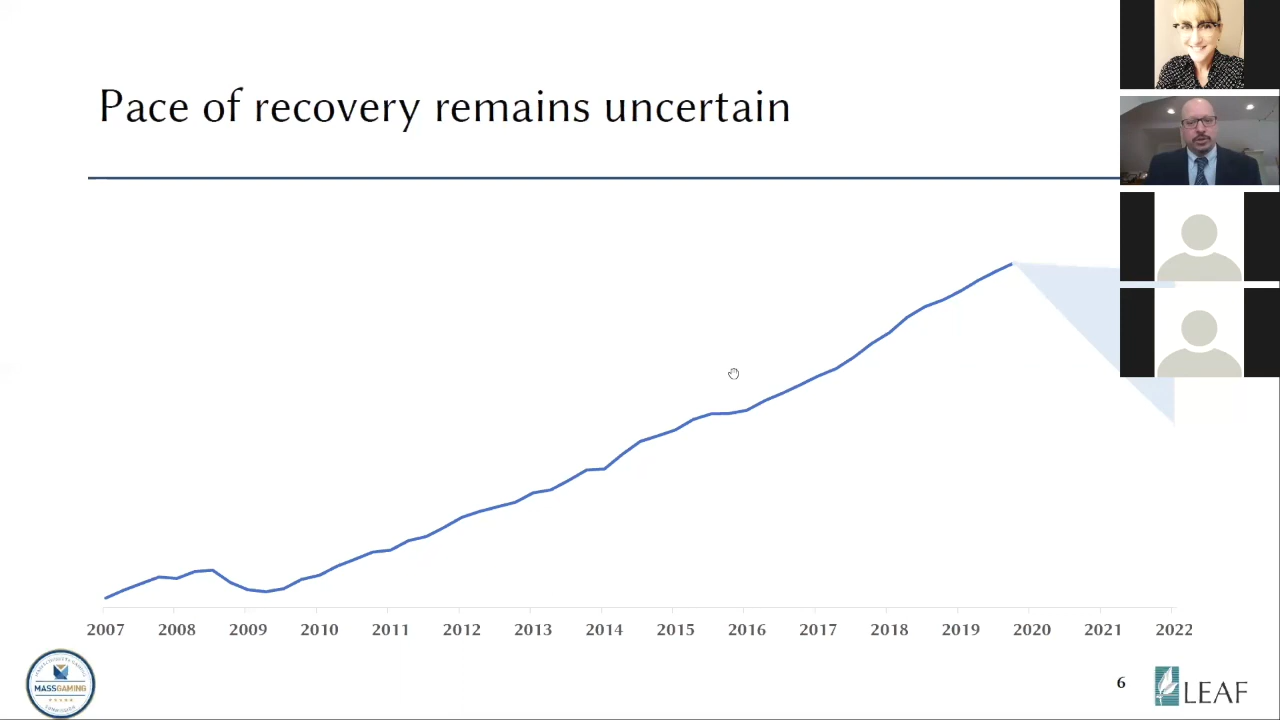 Pace of recovery remains uncertain
2007 2008 2009 2010 2011 2012 2013 2014 2015 2016 2017 2018 2019 2020 2021 2022
MASSGAMING
COMMISSION
6
LEAF